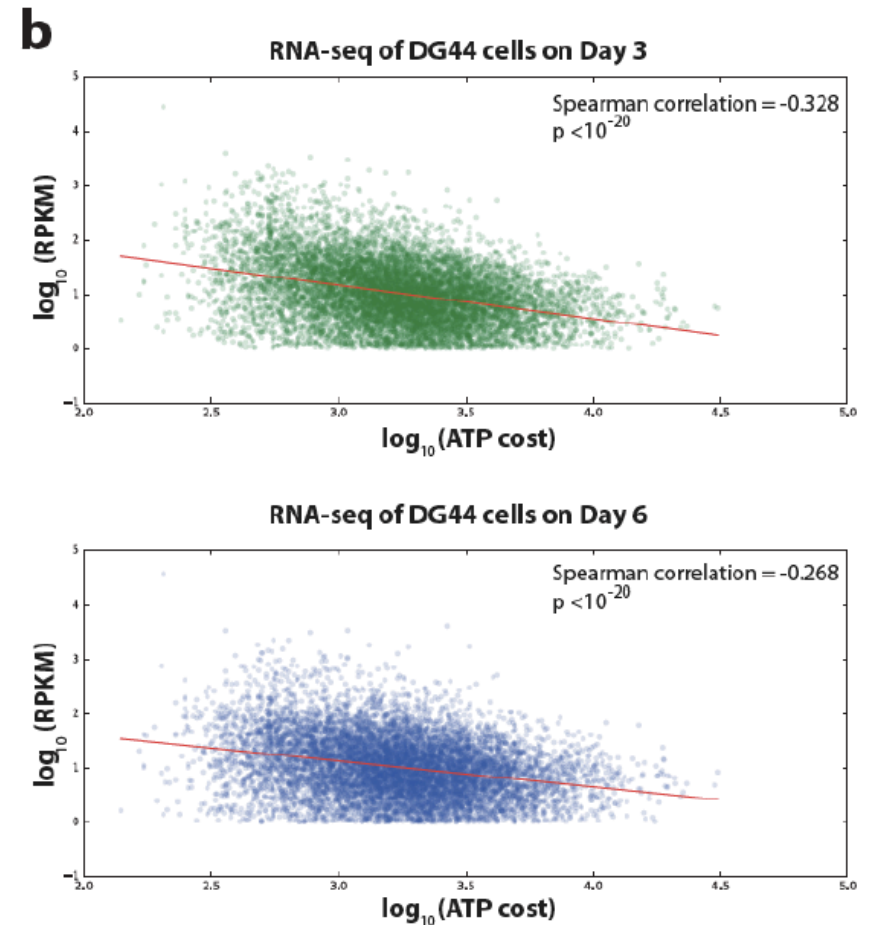 b
RNA-seq of DG44 cells on Day 3
Spearman correlation = -0.328
p <10⁻²⁰
log₁₀ (RPKM)
5
4
3
2
1
0
−1
2.0 2.5 3.0 3.5 4.0 4.5 5.0
log₁₀(ATP cost)
RNA-seq of DG44 cells on Day 6
Spearman correlation = -0.268
p <10⁻²⁰
log₁₀ (RPKM)
5
4
3
2
1
0
−1
2.0 2.5 3.0 3.5 4.0 4.5 5.0
log₁₀(ATP cost)